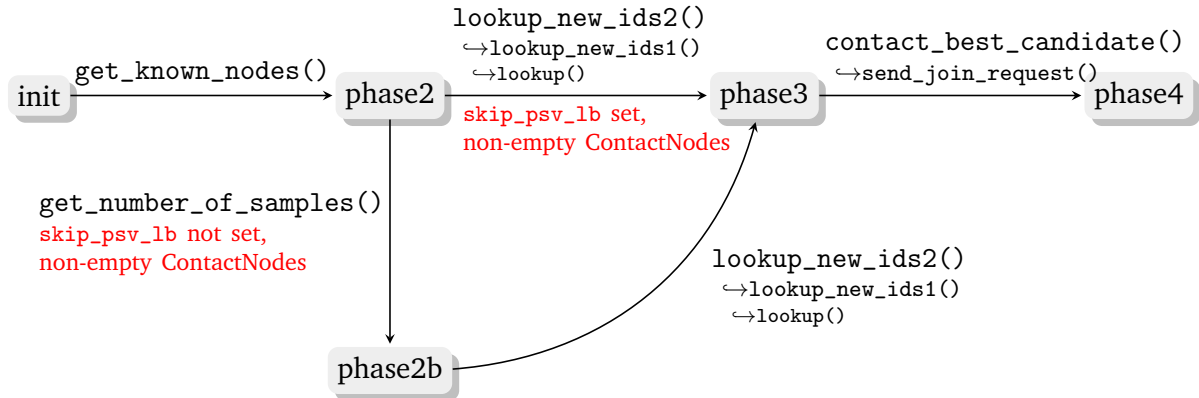 lookup_new_ids2()
↪lookup_new_ids1()
↪lookup()
contact_best_candidate()
↪send_join_request()
get_known_nodes()
init
phase2
phase3
phase4
skip_psv_lb set,
non-empty ContactNodes
get_number_of_samples()
skip_psv_lb not set,
non-empty ContactNodes
lookup_new_ids2()
↪lookup_new_ids1()
↪lookup()
phase2b